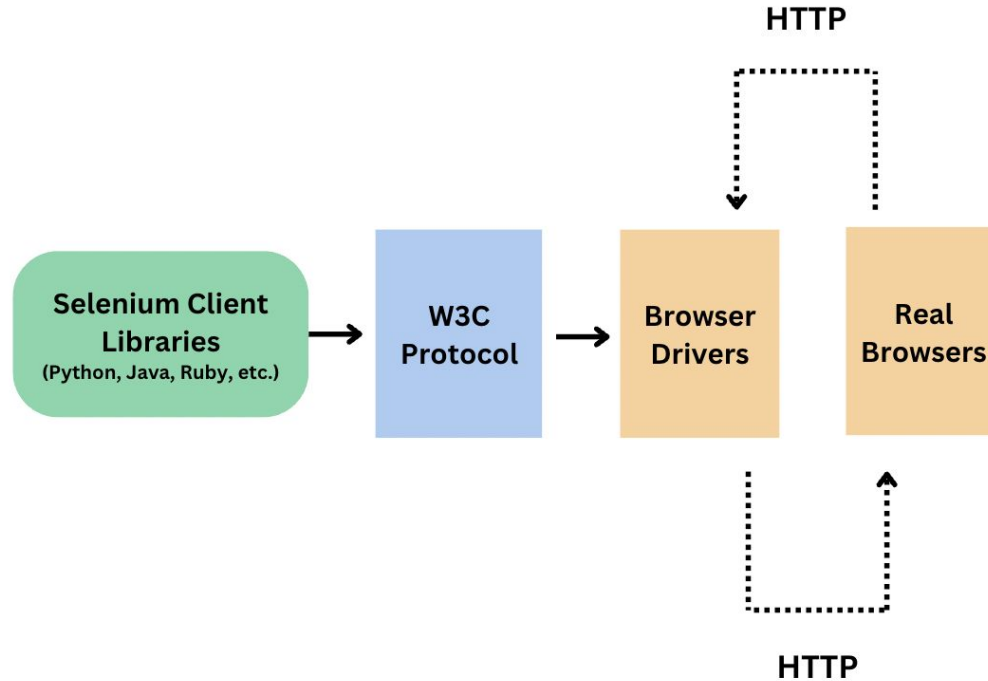 HTTP
Selenium Client
Libraries
(Python, Java, Ruby, etc.)
W3C
Protocol
Browser
Drivers
Real
Browsers
HTTP